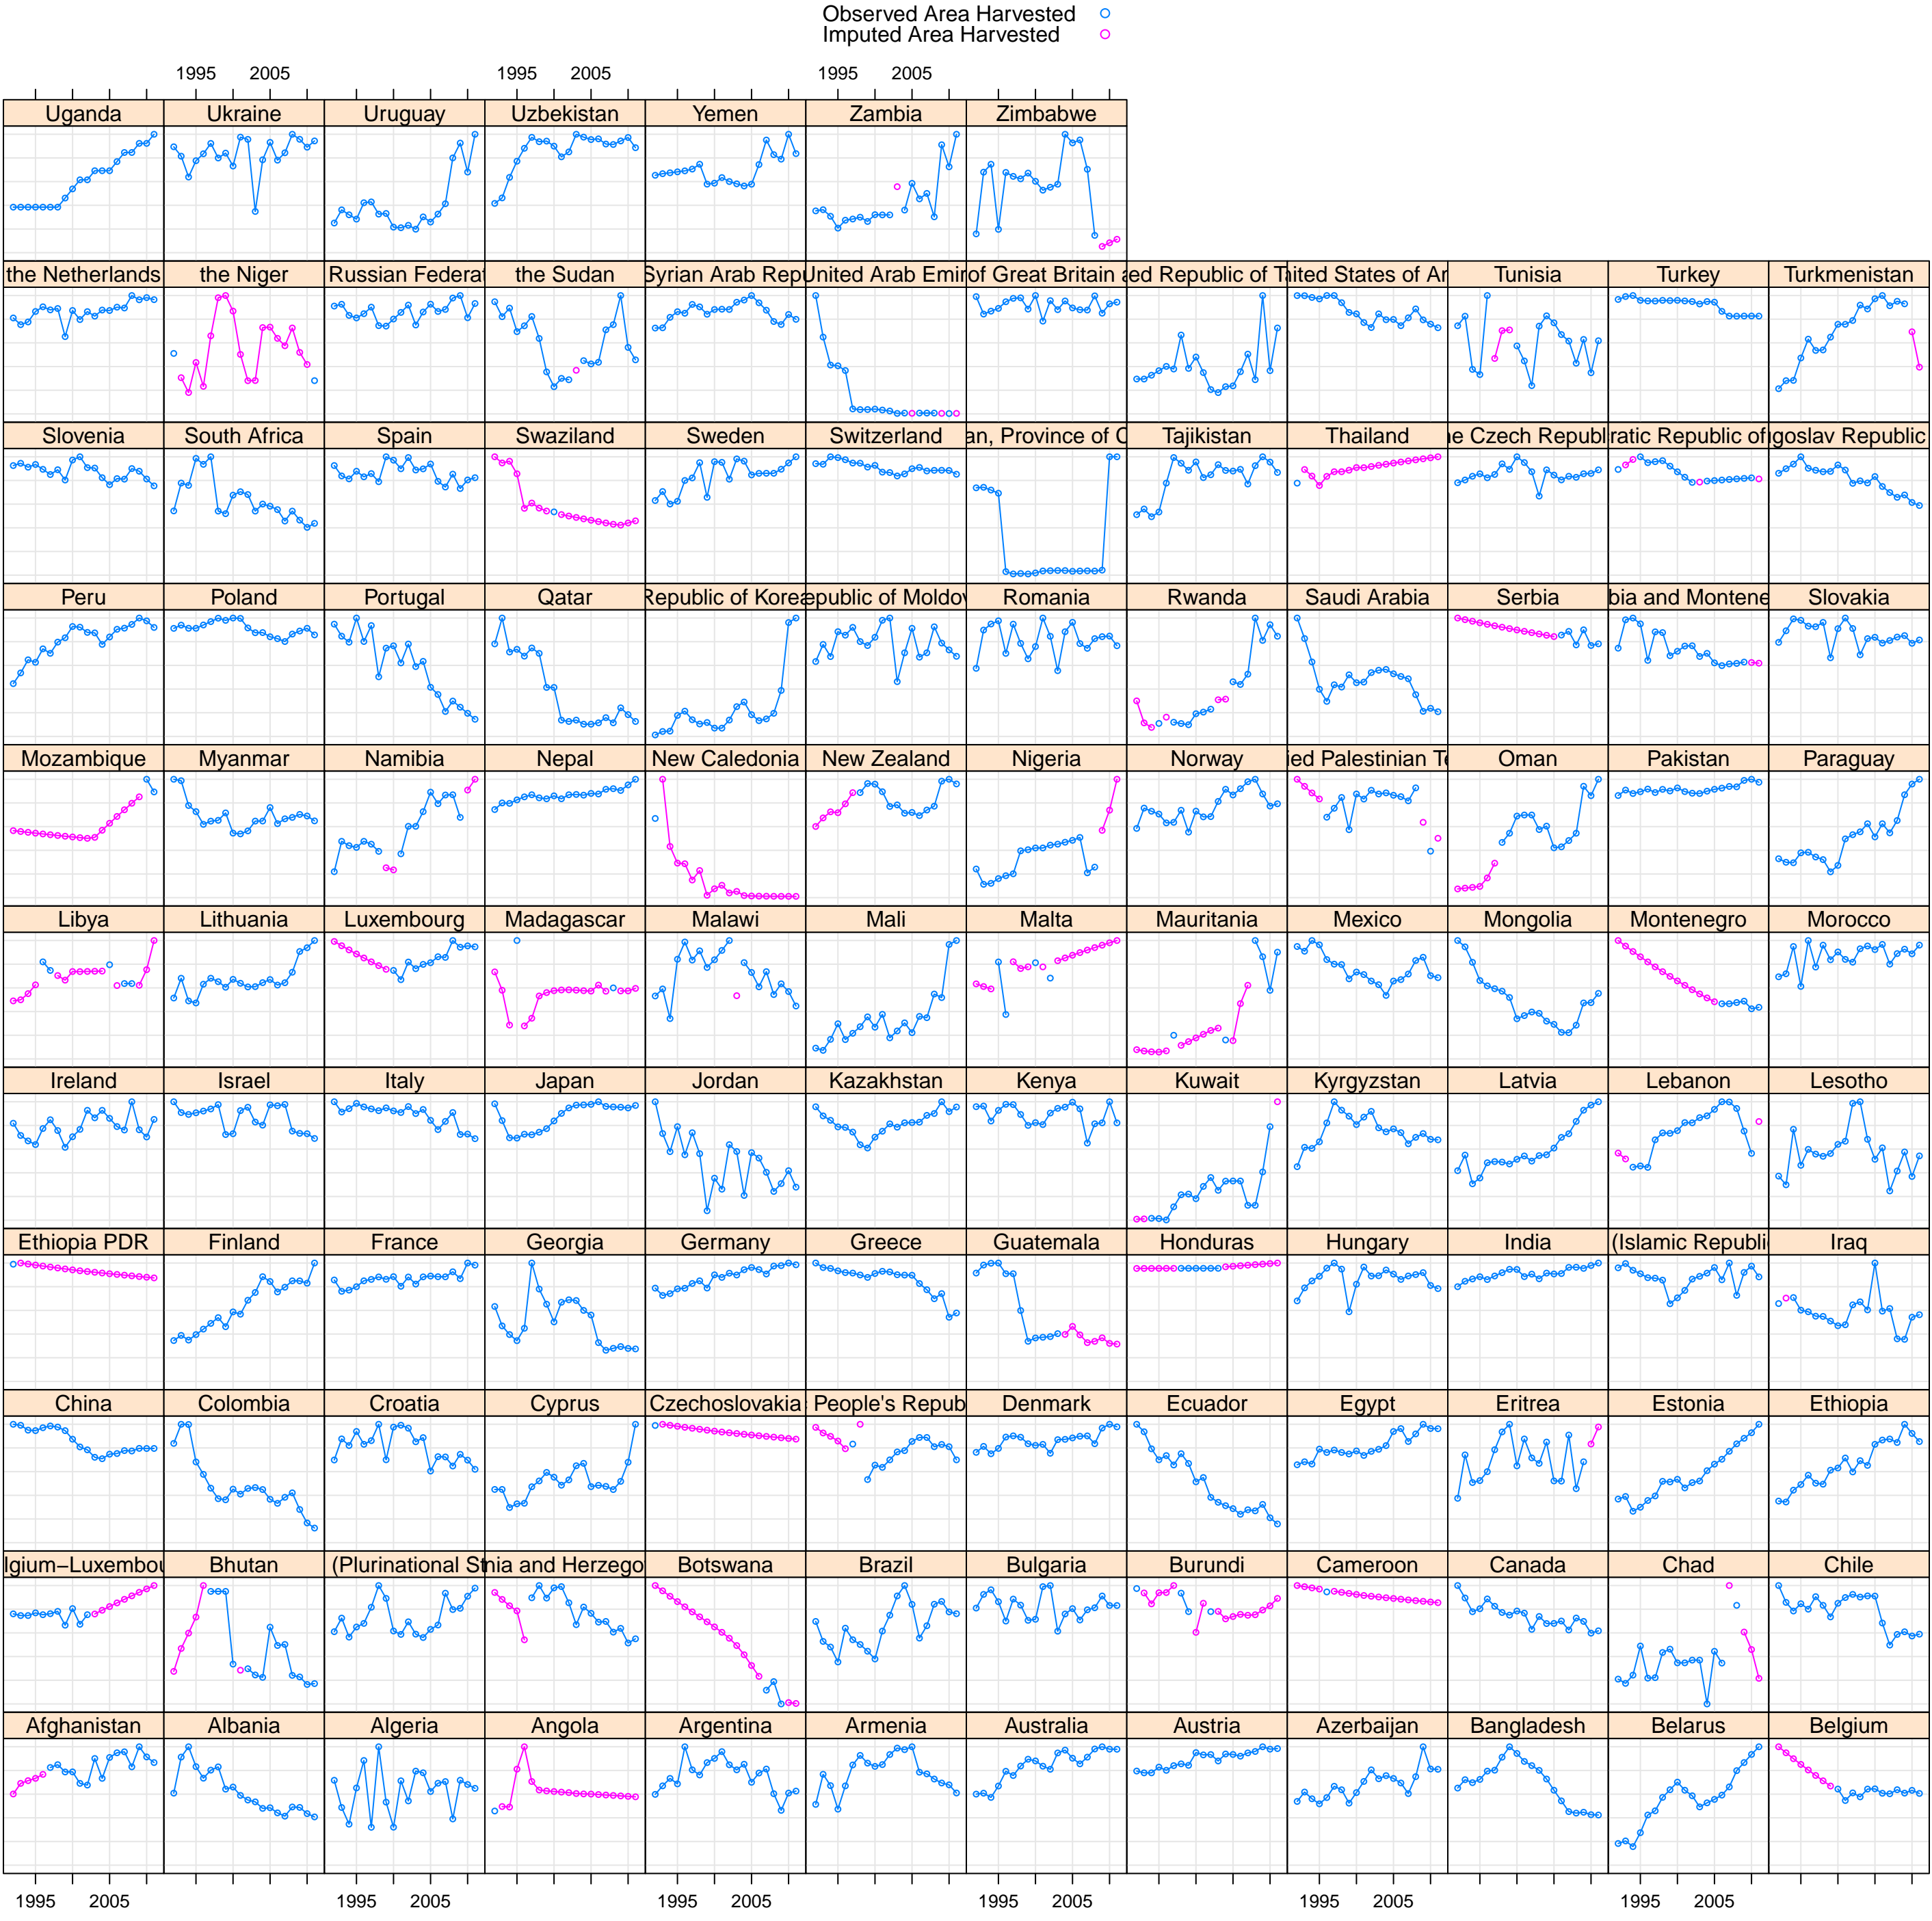 Observed Area Harvested
Imputed Area Harvested
1995 2005 1995 2005 1995 2005
Uganda Ukraine Uruguay Uzbekistan Yemen Zambia Zimbabwe
the Netherlands the Niger Russian Federat the Sudan Syrian Arab Repu United Arab Emir of Great Britain a ed Republic of Ta nited States of Am Tunisia Turkey Turkmenistan
Slovenia South Africa Spain Swaziland Sweden Switzerland an, Province of C Tajikistan Thailand he Czech Republ ratic Republic of goslav Republic
Peru Poland Portugal Qatar Republic of Korea epublic of Moldov Romania Rwanda Saudi Arabia Serbia bia and Montene Slovakia
Mozambique Myanmar Namibia Nepal New Caledonia New Zealand Nigeria Norway ied Palestinian Te Oman Pakistan Paraguay
Libya Lithuania Luxembourg Madagascar Malawi Mali Malta Mauritania Mexico Mongolia Montenegro Morocco
Ireland Israel Italy Japan Jordan Kazakhstan Kenya Kuwait Kyrgyzstan Latvia Lebanon Lesotho
Ethiopia PDR Finland France Georgia Germany Greece Guatemala Honduras Hungary India (Islamic Republi Iraq
China Colombia Croatia Cyprus Czechoslovakia People's Repub Denmark Ecuador Egypt Eritrea Estonia Ethiopia
lgium−Luxembou Bhutan (Plurinational St nia and Herzego Botswana Brazil Bulgaria Burundi Cameroon Canada Chad Chile
Afghanistan Albania Algeria Angola Argentina Armenia Australia Austria Azerbaijan Bangladesh Belarus Belgium
1995 2005 1995 2005 1995 2005 1995 2005 1995 2005 1995 2005